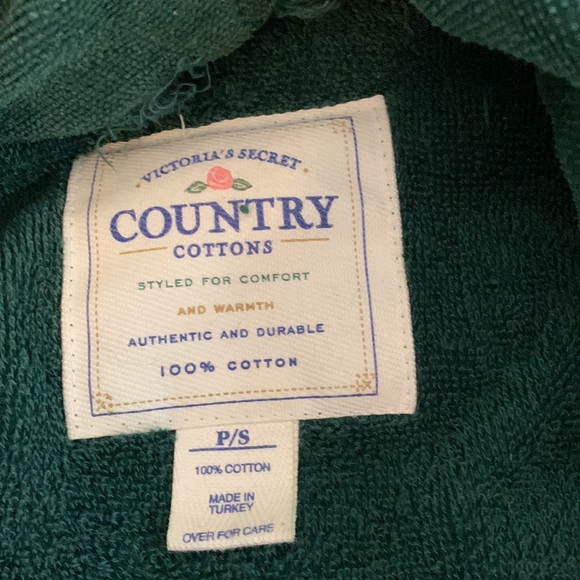 · VICTORIA'S SECRET ·
COUNTRY
COTTONS
STYLED FOR COMFORT
AND WARMTH
AUTHENTIC AND DURABLE
100% COTTON
P/S
100% COTTON
MADE IN
TURKEY
OVER FOR CARE